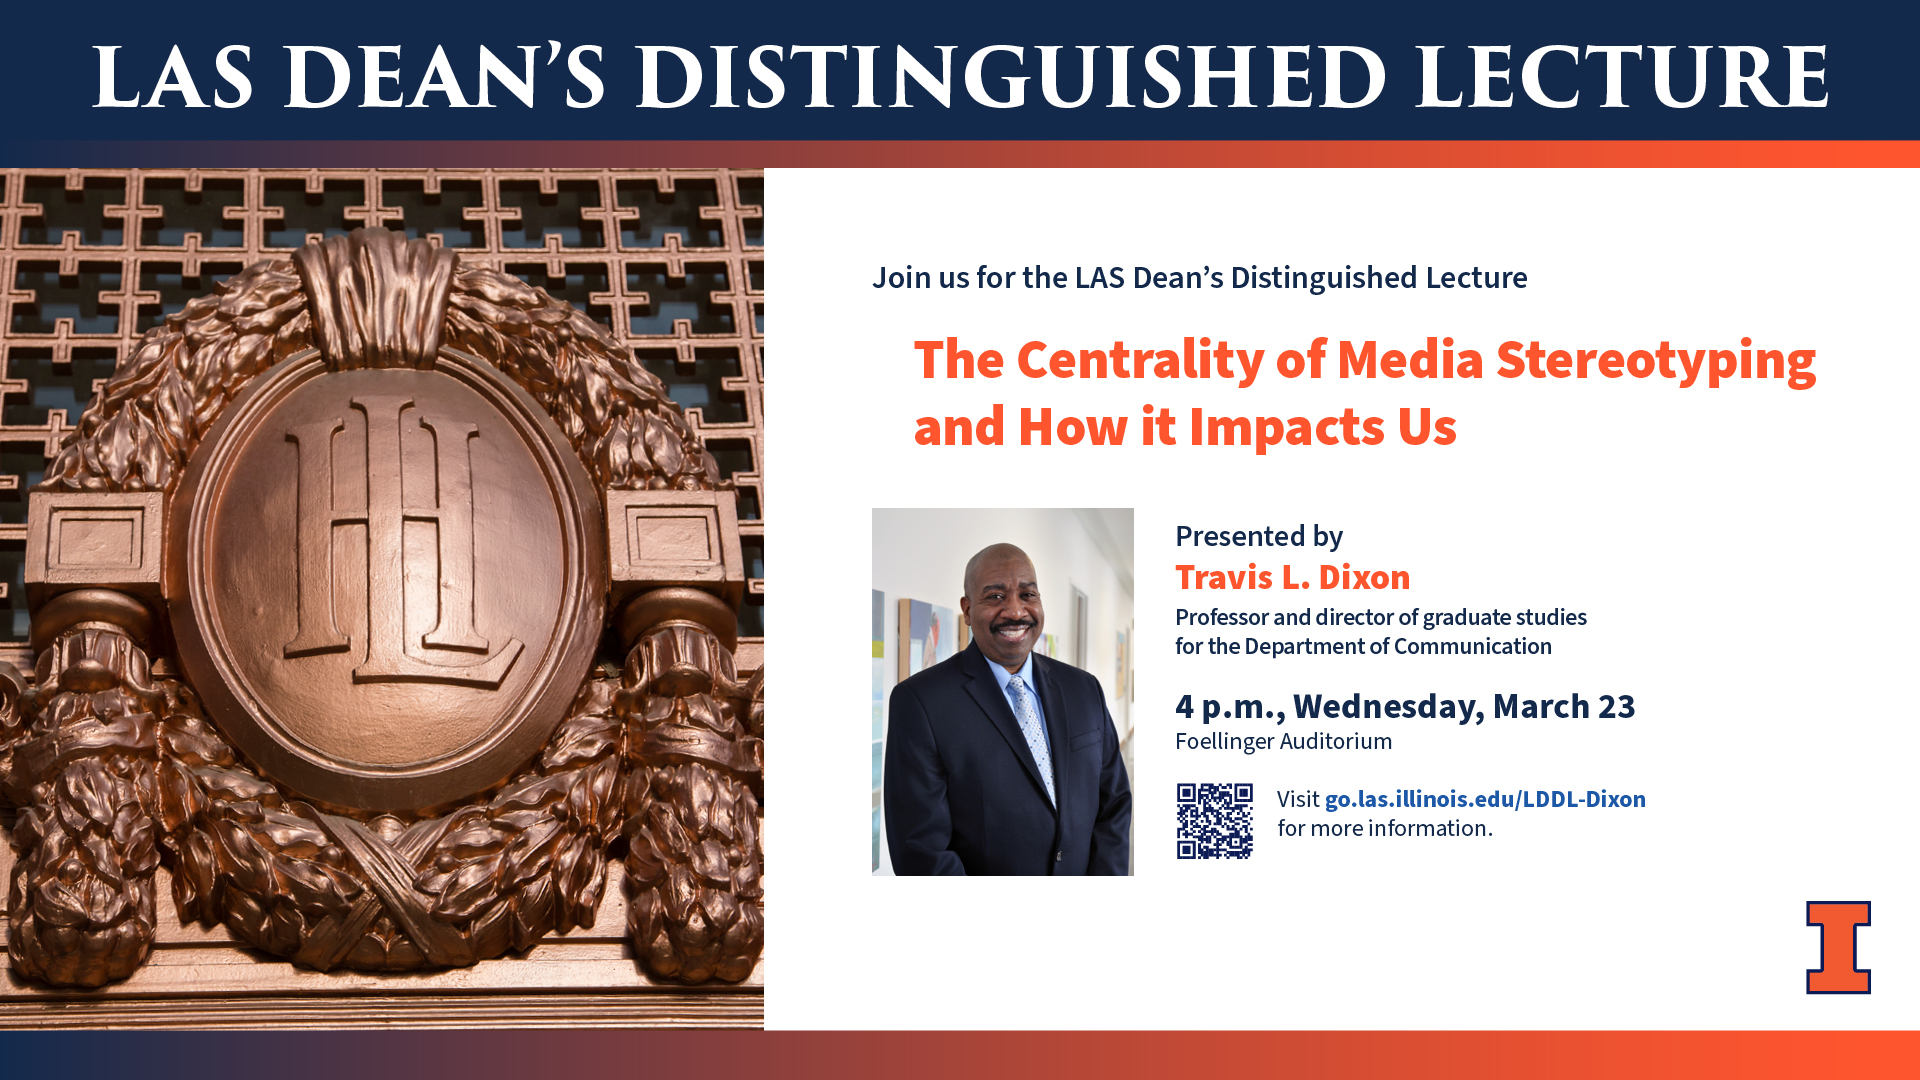 LAS DEAN’S DISTINGUISHED LECTURE
Join us for the LAS Dean’s Distinguished Lecture
The Centrality of Media Stereotyping
and How it Impacts Us
Presented by
Travis L. Dixon
Professor and director of graduate studies
for the Department of Communication
4 p.m., Wednesday, March 23
Foellinger Auditorium
Visit go.las.illinois.edu/LDDL-Dixon
for more information.
I